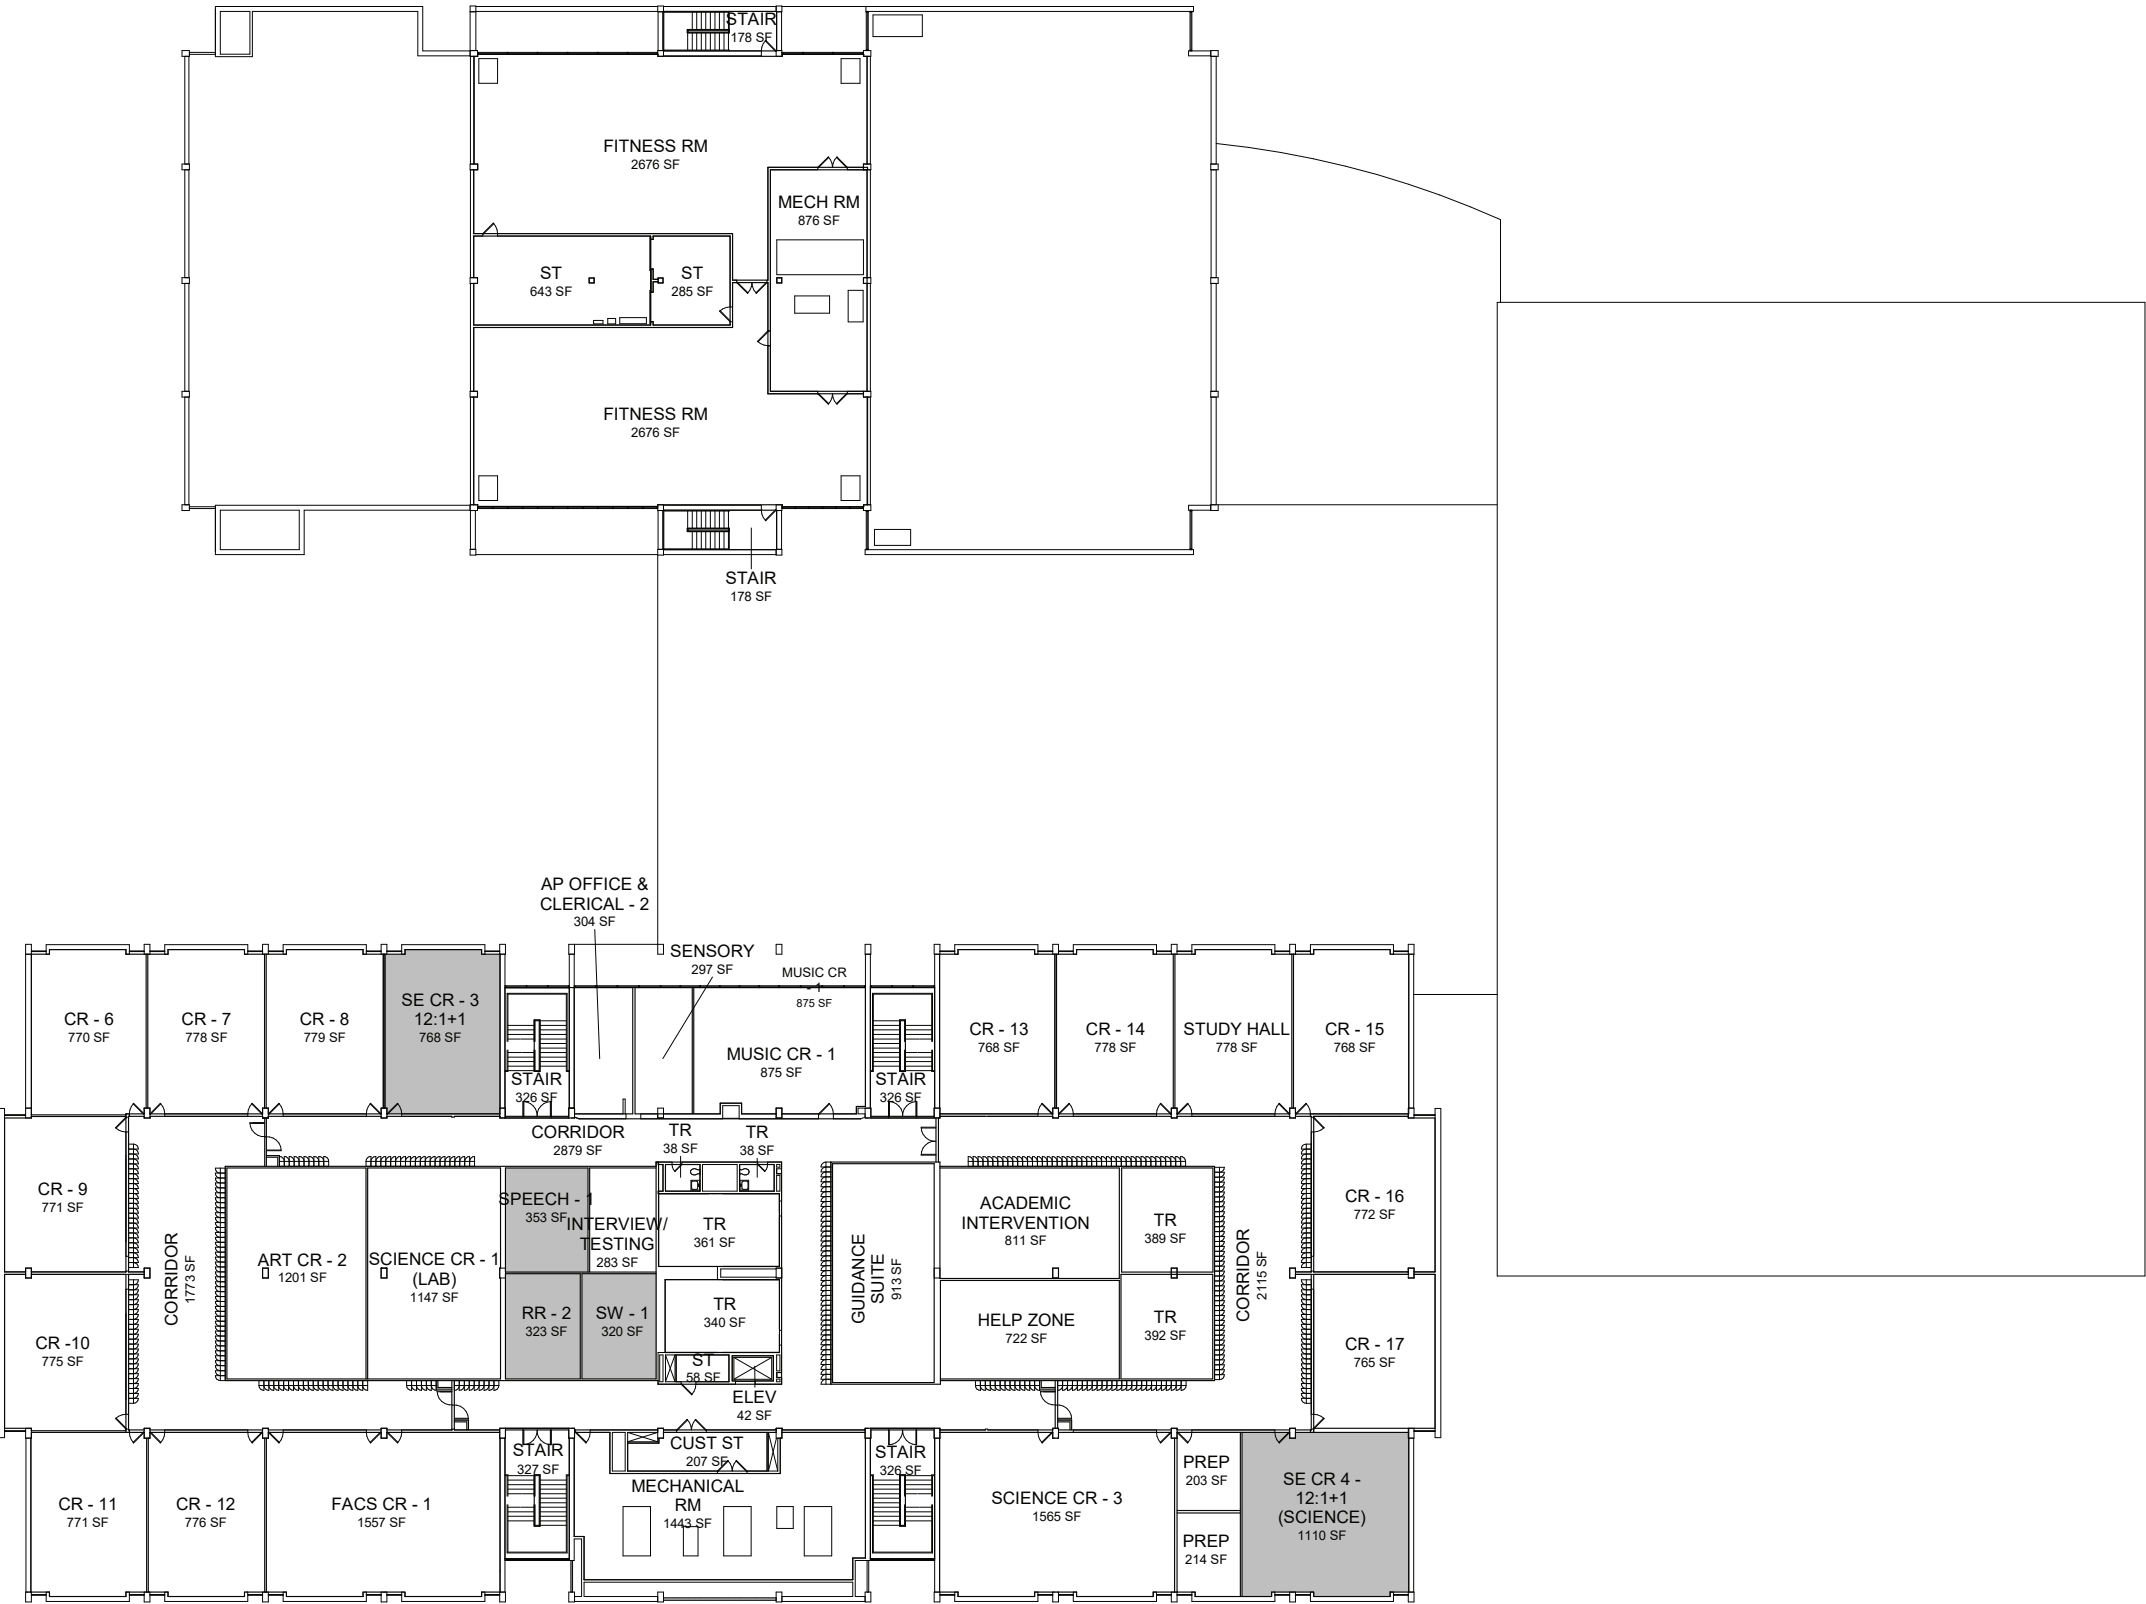 STAIR
178 SF
FITNESS RM
2676 SF
MECH RM
876 SF
ST
643 SF
ST
285 SF
FITNESS RM
2676 SF
STAIR
178 SF
AP OFFICE &
CLERICAL - 2
304 SF
SENSORY
297 SF
MUSIC CR
- 1
875 SF
CR - 6
770 SF
CR - 7
778 SF
CR - 8
779 SF
SE CR - 3
12:1+1
768 SF
STAIR
326 SF
MUSIC CR - 1
875 SF
STAIR
326 SF
CR - 13
768 SF
CR - 14
778 SF
STUDY HALL
778 SF
CR - 15
768 SF
CORRIDOR
2879 SF
TR
38 SF
TR
38 SF
CR - 9
771 SF
CORRIDOR
1773 SF
ART CR - 2
1201 SF
SCIENCE CR - 1
(LAB)
1147 SF
SPEECH - 1
353 SF
INTERVIEW/
TESTING
283 SF
TR
361 SF
GUIDANCE
SUITE
913 SF
ACADEMIC
INTERVENTION
811 SF
TR
389 SF
CORRIDOR
2115 SF
CR - 16
772 SF
CR -10
775 SF
RR - 2
323 SF
SW - 1
320 SF
TR
340 SF
HELP ZONE
722 SF
TR
392 SF
CR - 17
765 SF
ST
58 SF
ELEV
42 SF
CR - 11
771 SF
CR - 12
776 SF
FACS CR - 1
1557 SF
STAIR
327 SF
CUST ST
207 SF
MECHANICAL
RM
1443 SF
STAIR
326 SF
SCIENCE CR - 3
1565 SF
PREP
203 SF
PREP
214 SF
SE CR 4 -
12:1+1
(SCIENCE)
1110 SF